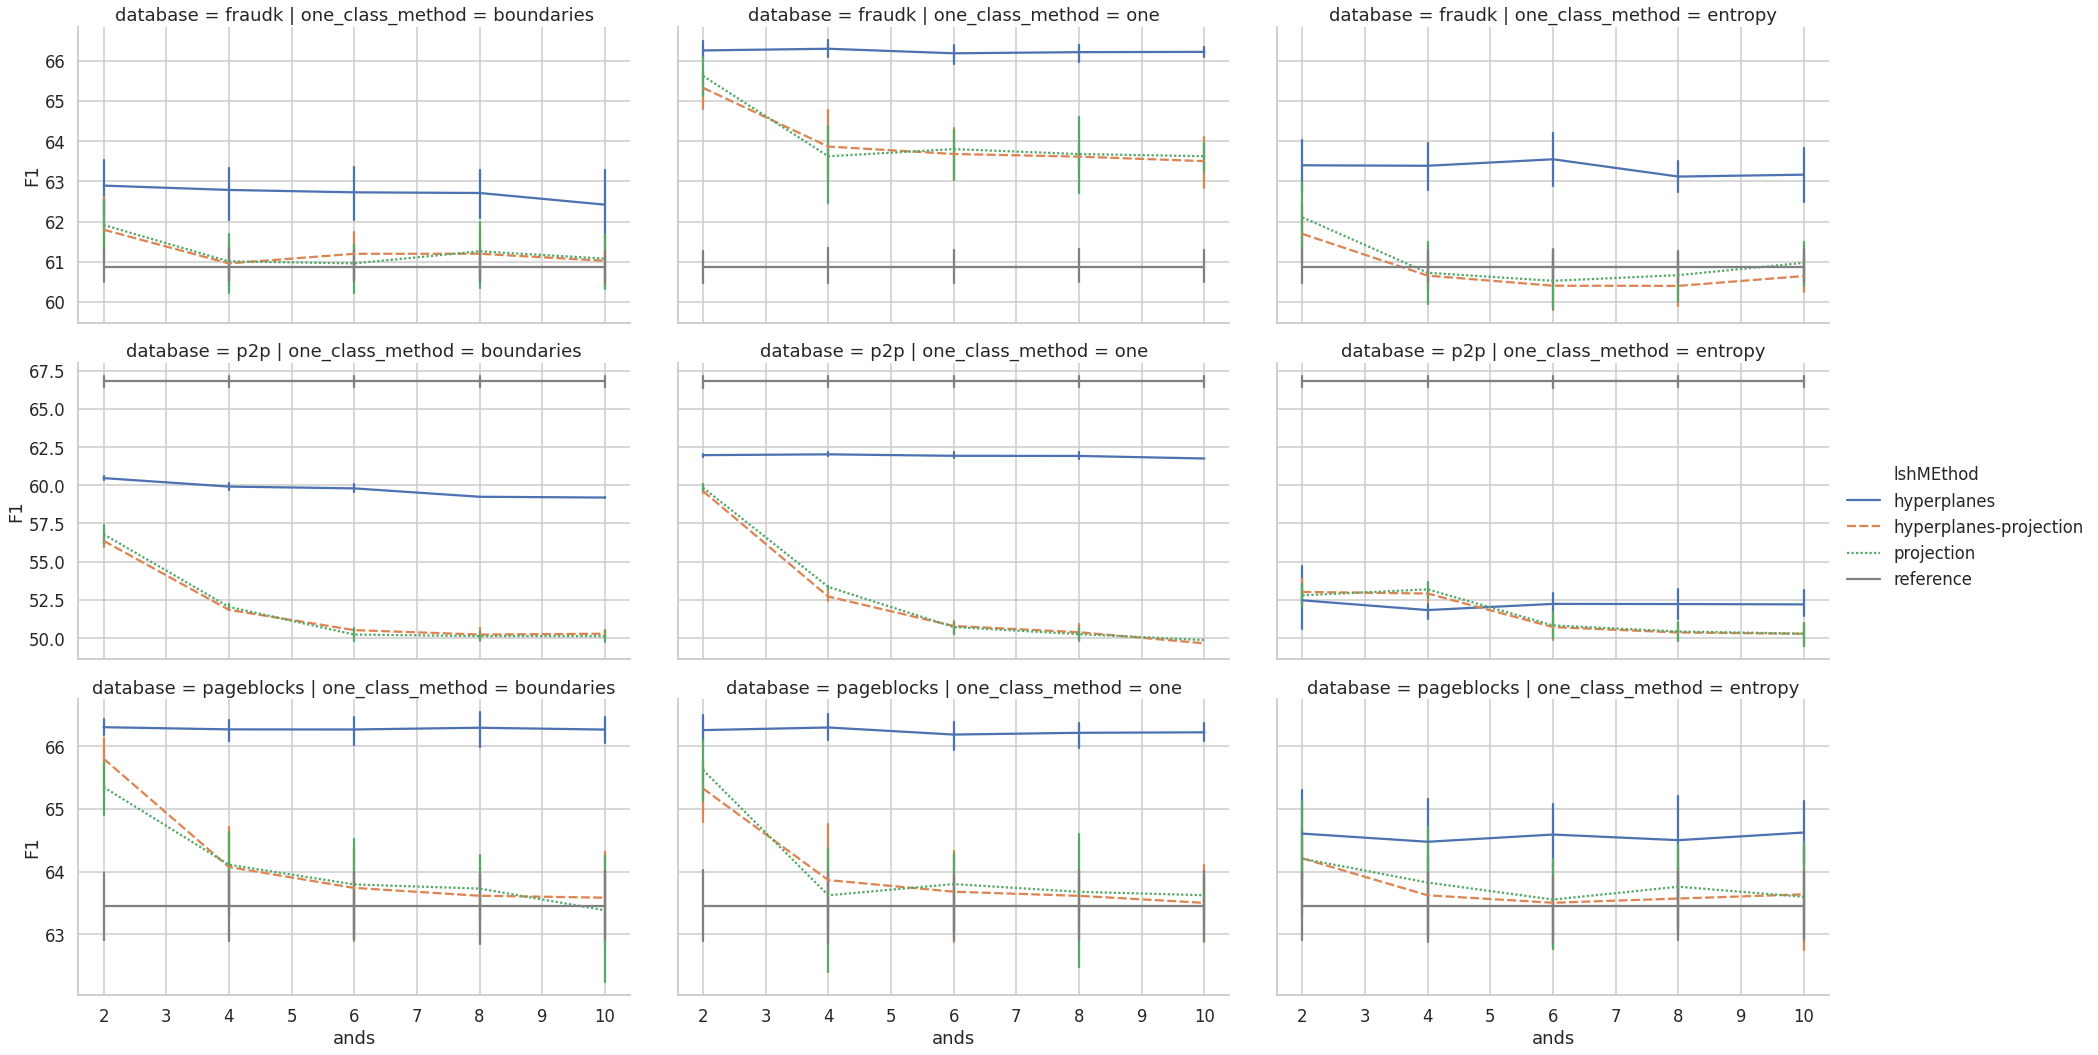 database = fraudk | one_class_method = boundaries
database = fraudk | one_class_method = one
database = fraudk | one_class_method = entropy
F1
66
65
64
63
62
61
60
database = p2p | one_class_method = boundaries
database = p2p | one_class_method = one
database = p2p | one_class_method = entropy
F1
67.5
65.0
62.5
60.0
57.5
55.0
52.5
50.0
lshMEthod
hyperplanes
hyperplanes-projection
projection
reference
database = pageblocks | one_class_method = boundaries
database = pageblocks | one_class_method = one
database = pageblocks | one_class_method = entropy
F1
66
65
64
63
2 3 4 5 6 7 8 9 10
2 3 4 5 6 7 8 9 10
2 3 4 5 6 7 8 9 10
ands
ands
ands